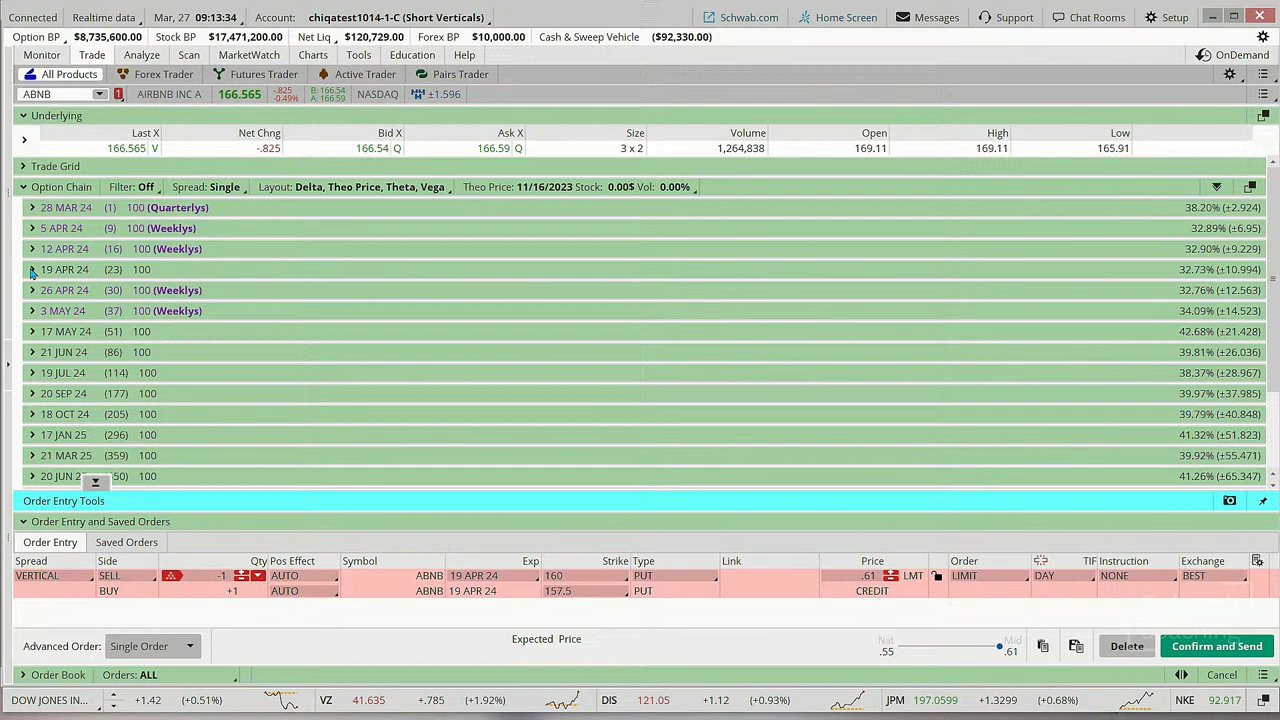 Connected Realtime data Mar, 27 09:13:34 Account: chiqatest1014-1-C (Short Verticals) Schwab.com Home Screen Messages Support Chat Rooms Setup
Option BP $8,735,600.00 Stock BP $17,471,200.00 Net Liq $120,729.00 Forex BP $10,000.00 Cash & Sweep Vehicle ($92,330.00)
Monitor Trade Analyze Scan MarketWatch Charts Tools Education Help OnDemand
All Products Forex Trader Futures Trader Active Trader Pairs Trader
ABNB 1 AIRBNB INC A 166.565 -.825 -0.49% B: 166.54 A: 166.59 NASDAQ ±1.596
Underlying
Last X Net Chng Bid X Ask X Size Volume Open High Low
166.565 V -.825 166.54 Q 166.59 Q 3 x 2 1,264,838 169.11 169.11 165.91
Trade Grid
Option Chain Filter: Off Spread: Single Layout: Delta, Theo Price, Theta, Vega Theo Price: 11/16/2023 Stock: 0.00$ Vol: 0.00%
28 MAR 24 (1) 100 (Quarterlys) 38.20% (±2.924)
5 APR 24 (9) 100 (Weeklys) 32.89% (±6.95)
12 APR 24 (16) 100 (Weeklys) 32.90% (±9.229)
19 APR 24 (23) 100 32.73% (±10.994)
26 APR 24 (30) 100 (Weeklys) 32.76% (±12.563)
3 MAY 24 (37) 100 (Weeklys) 34.09% (±14.523)
17 MAY 24 (51) 100 42.68% (±21.428)
21 JUN 24 (86) 100 39.81% (±26.036)
19 JUL 24 (114) 100 38.37% (±28.967)
20 SEP 24 (177) 100 39.97% (±37.985)
18 OCT 24 (205) 100 39.79% (±40.848)
17 JAN 25 (296) 100 41.32% (±51.823)
21 MAR 25 (359) 100 39.92% (±55.471)
20 JUN 100 41.26% (±65.347)
Order Entry Tools
Order Entry and Saved Orders
Order Entry Saved Orders
Spread Side Qty Pos Effect Symbol Exp Strike Type Link Price Order TIF Instruction Exchange
VERTICAL SELL -1 AUTO ABNB 19 APR 24 160 PUT .61 LMT LIMIT DAY NONE BEST
BUY +1 AUTO ABNB 19 APR 24 157.5 PUT CREDIT
Advanced Order: Single Order Expected Price Nat .55 Mid .61 Delete Confirm and Send
Order Book Orders: ALL Cancel
DOW JONES IN... +1.42 (+0.51%) VZ 41.635 +.785 (+1.92%) DIS 121.05 +1.12 (+0.93%) JPM 197.0599 +1.3299 (+0.68%) NKE 92.917